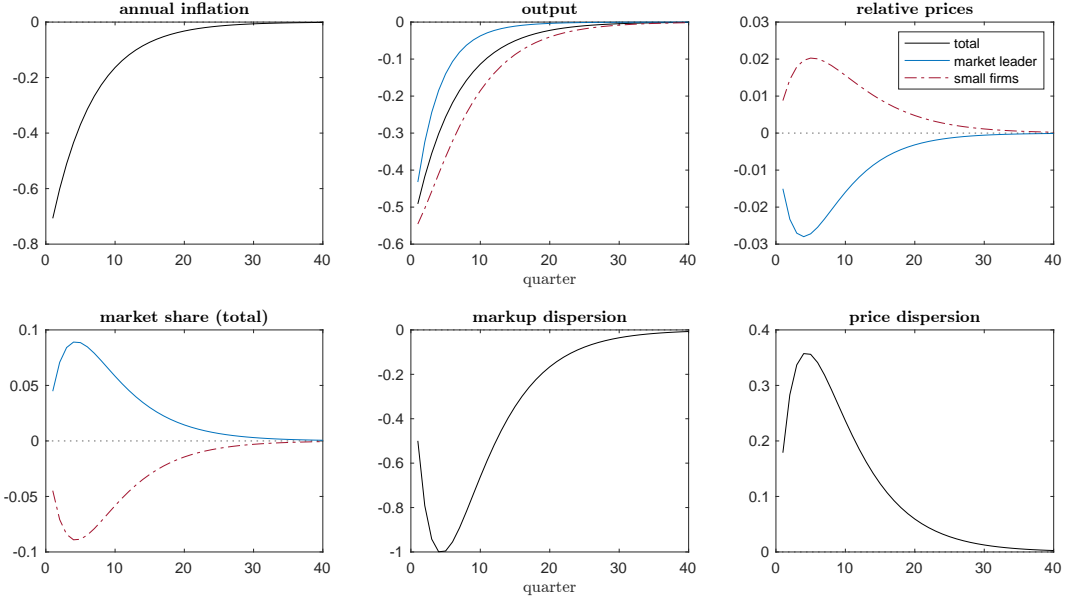 annual inflation
0
-0.2
-0.4
-0.6
-0.8
0 10 20 30 40
output
0
-0.1
-0.2
-0.3
-0.4
-0.5
-0.6
0 10 20 30 40
quarter
relative prices
0.03
0.02
0.01
0
-0.01
-0.02
-0.03
0 10 20 30 40
total
market leader
small firms
market share (total)
0.1
0.05
0
-0.05
-0.1
0 10 20 30 40
markup dispersion
0
-0.2
-0.4
-0.6
-0.8
-1
0 10 20 30 40
quarter
price dispersion
0.4
0.3
0.2
0.1
0
0 10 20 30 40